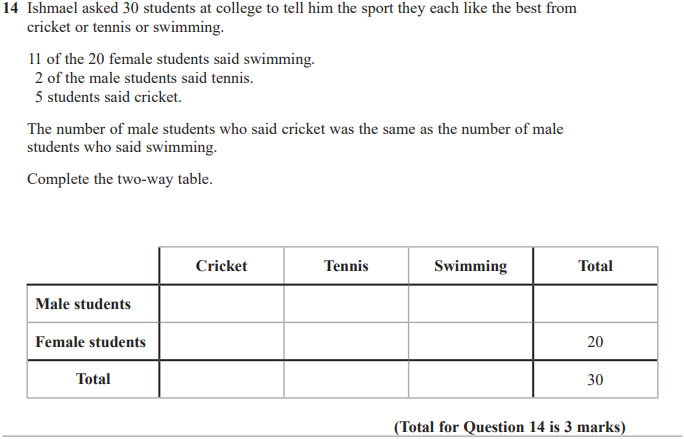 14 Ishmael asked 30 students at college to tell him the sport they each like the best from
cricket or tennis or swimming.
11 of the 20 female students said swimming.
2 of the male students said tennis.
5 students said cricket.
The number of male students who said cricket was the same as the number of male
students who said swimming.
Complete the two-way table.
Cricket Tennis Swimming Total
Male students
Female students 20
Total 30
(Total for Question 14 is 3 marks)